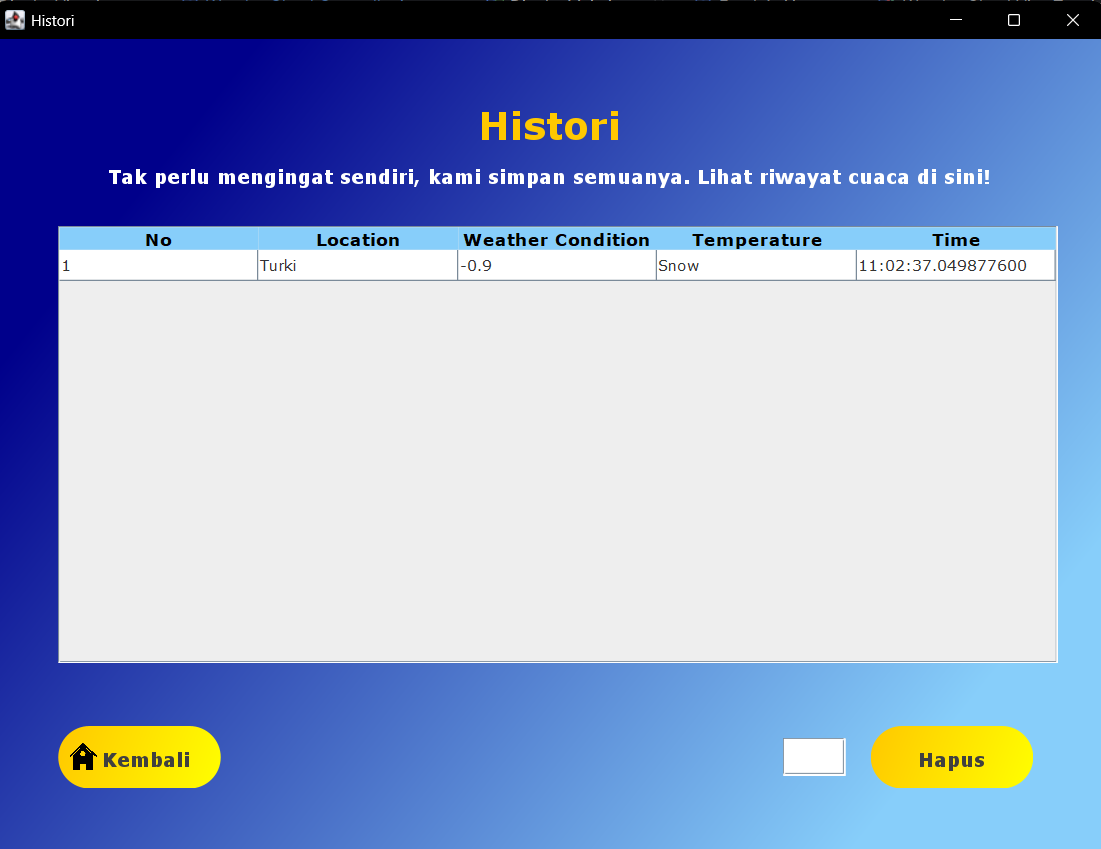 Histori
Histori
Tak perlu mengingat sendiri, kami simpan semuanya. Lihat riwayat cuaca di sini!
No Location Weather Condition Temperature Time
1 Turki -0.9 Snow 11:02:37.049877600
Kembali Hapus